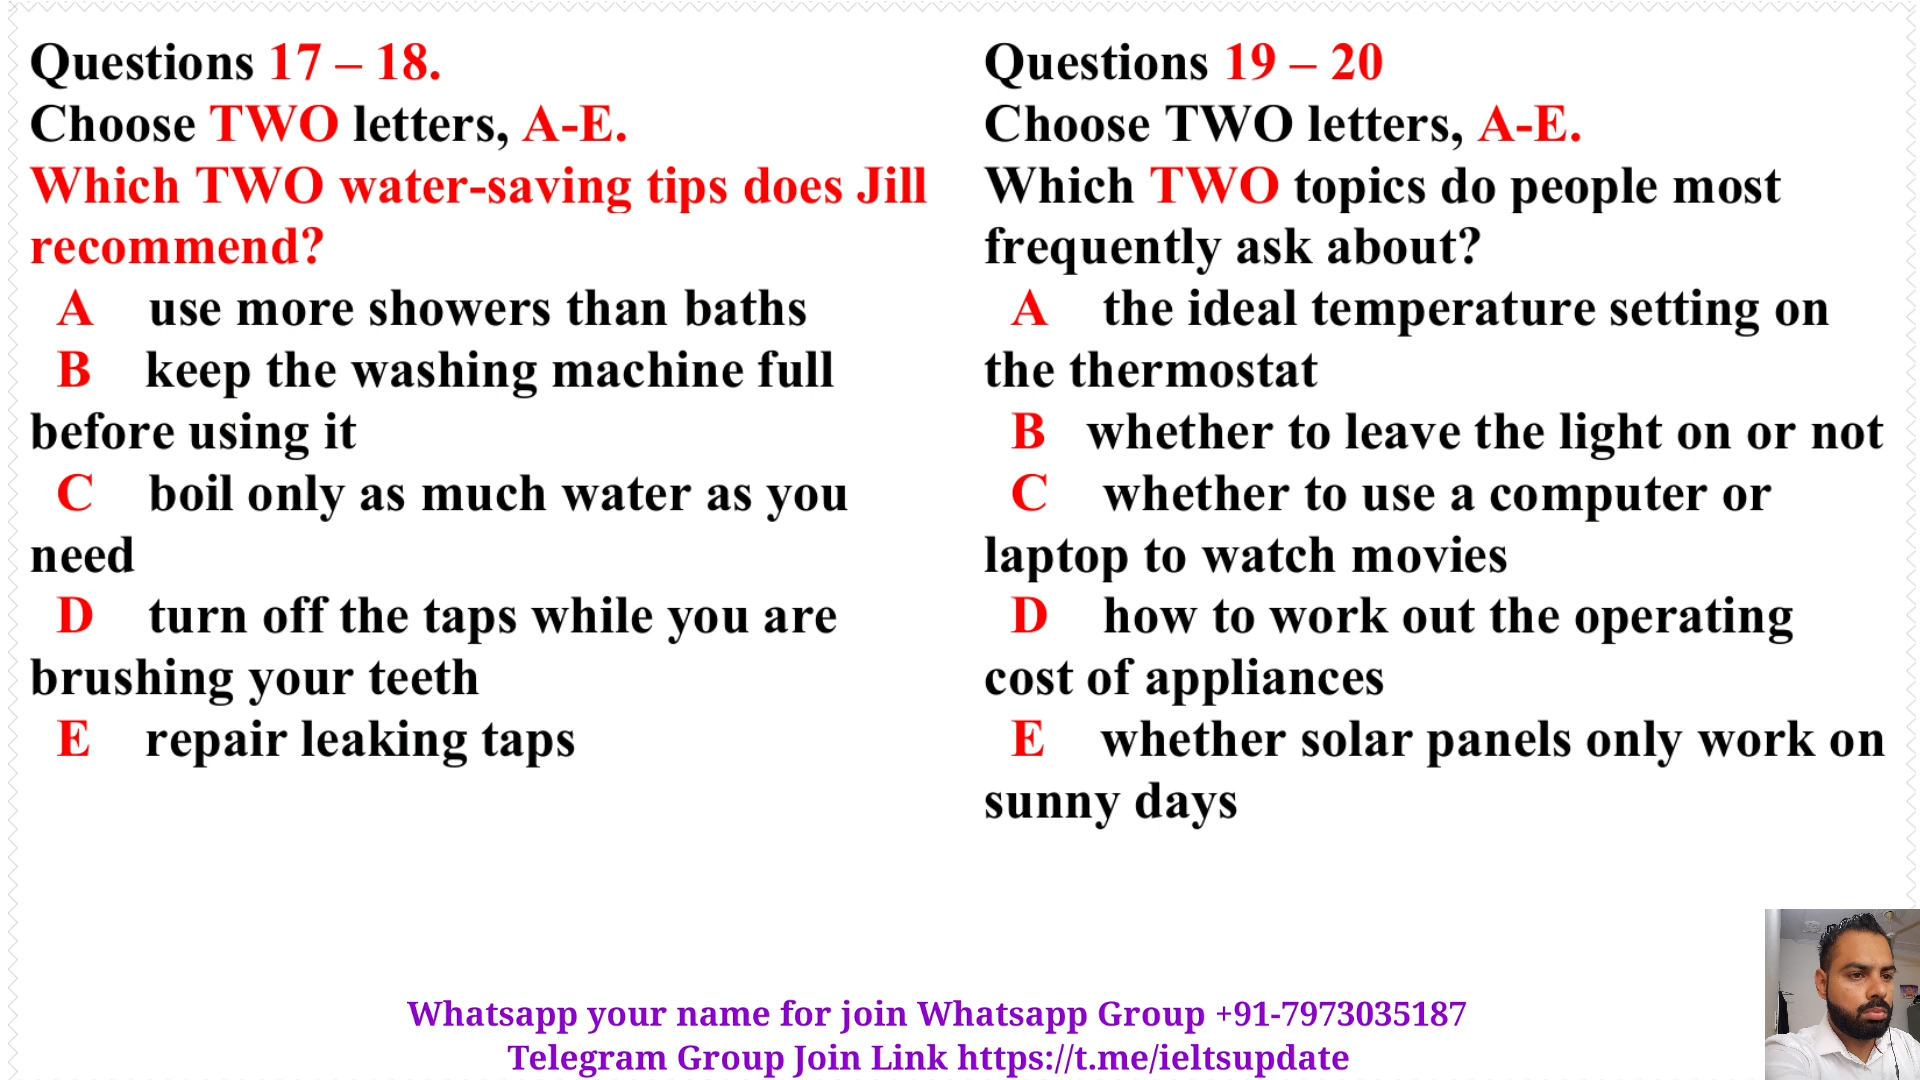 Questions 17 – 18.
Choose TWO letters, A-E.
Which TWO water-saving tips does Jill
recommend?
A use more showers than baths
B keep the washing machine full
before using it
C boil only as much water as you
need
D turn off the taps while you are
brushing your teeth
E repair leaking taps
Questions 19 – 20
Choose TWO letters, A-E.
Which TWO topics do people most
frequently ask about?
A the ideal temperature setting on
the thermostat
B whether to leave the light on or not
C whether to use a computer or
laptop to watch movies
D how to work out the operating
cost of appliances
E whether solar panels only work on
sunny days
Whatsapp your name for join Whatsapp Group +91-7973035187
Telegram Group Join Link https://t.me/ieltsupdate